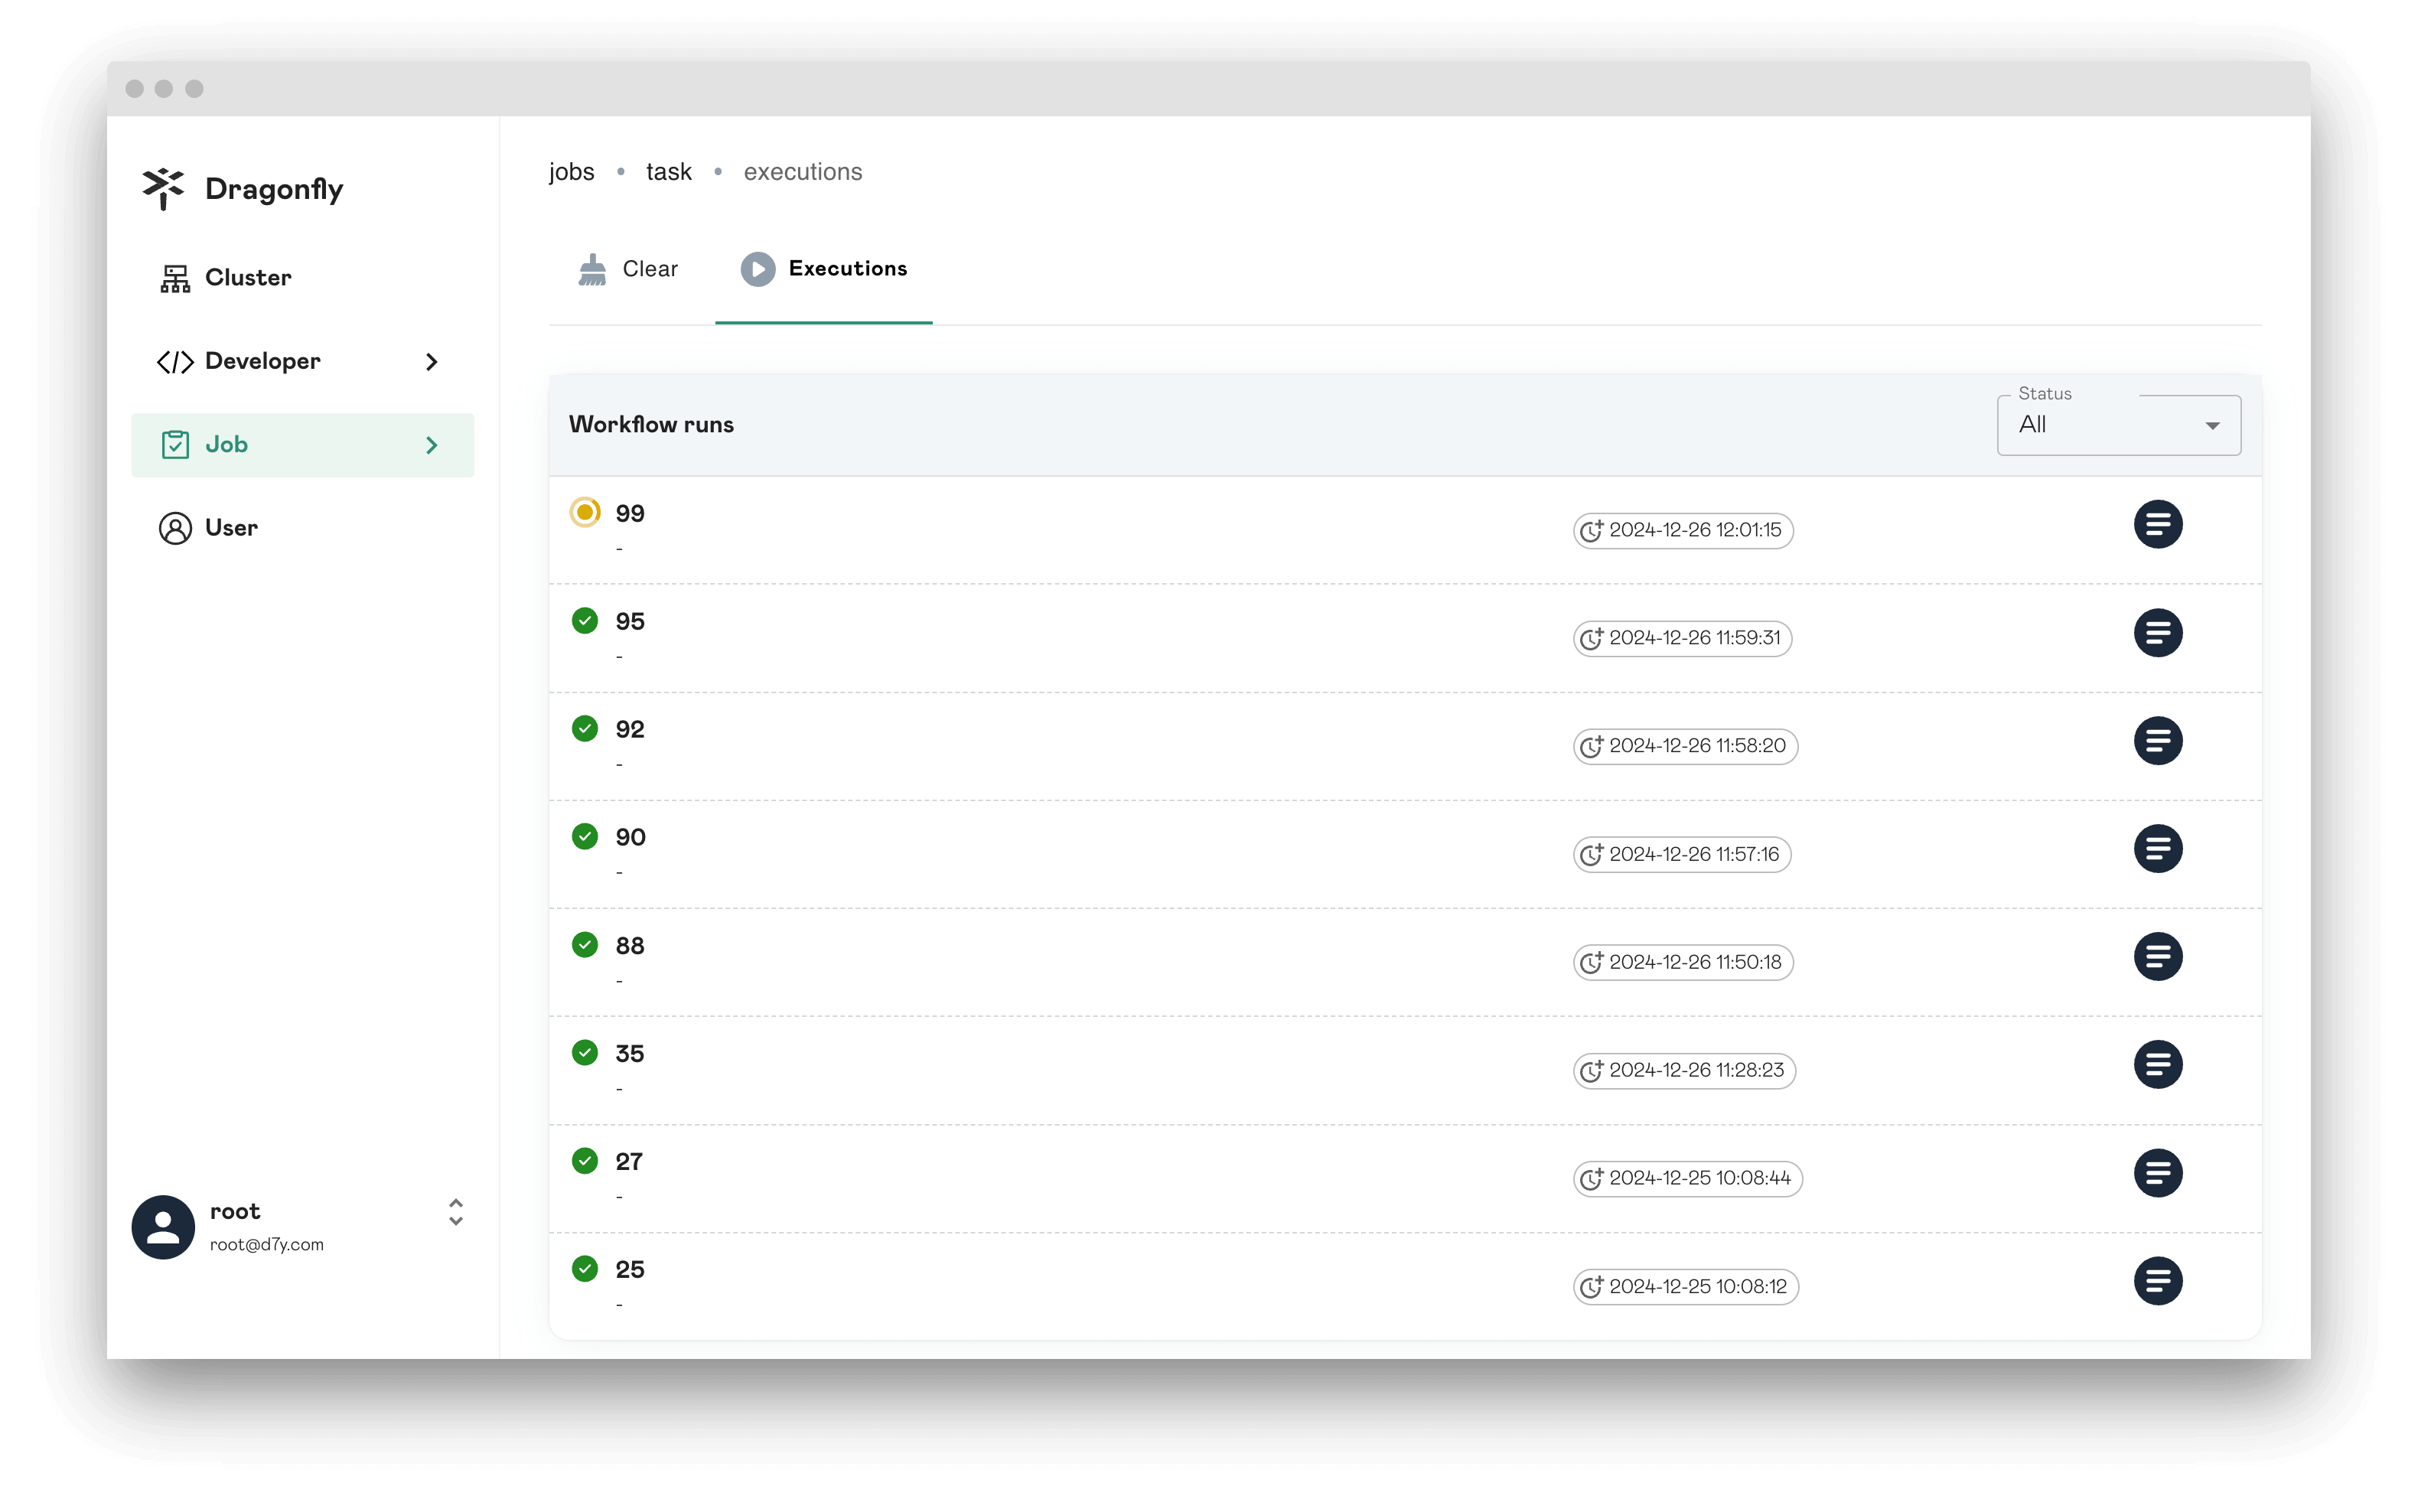 Dragonfly
Cluster
Developer
Job
User
root
root@d7y.com
jobs • task • executions
Clear
Executions
Workflow runs
Status
All
99
-
2024-12-26 12:01:15
95
-
2024-12-26 11:59:31
92
-
2024-12-26 11:58:20
90
-
2024-12-26 11:57:16
88
-
2024-12-26 11:50:18
35
-
2024-12-26 11:28:23
27
-
2024-12-25 10:08:44
25
-
2024-12-25 10:08:12